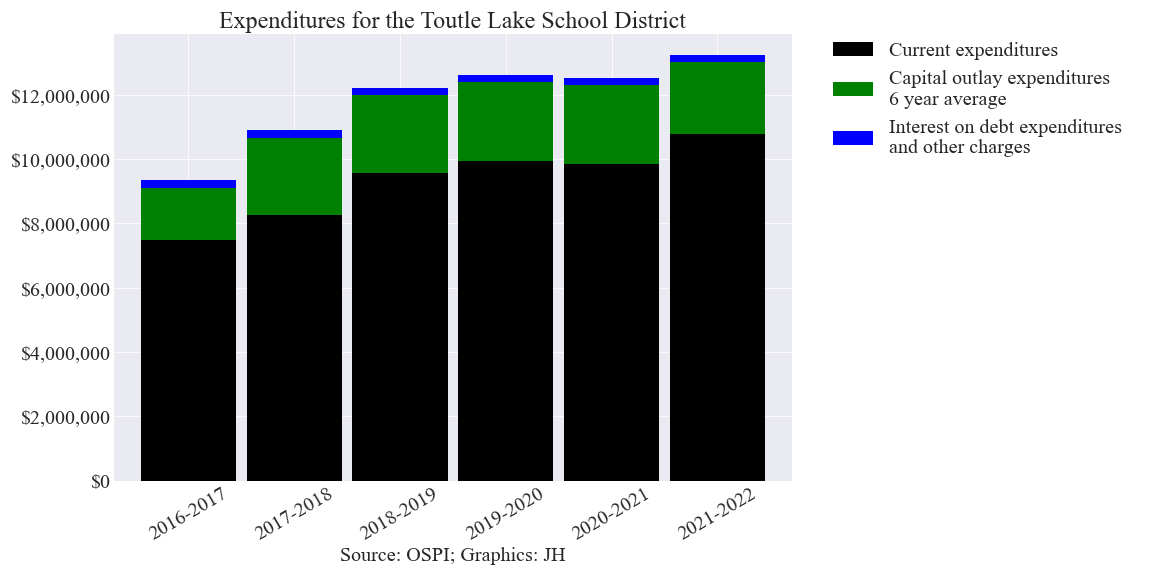 Expenditures for the Toutle Lake School District
Current expenditures
Capital outlay expenditures
6 year average
Interest on debt expenditures
and other charges
$12,000,000
$10,000,000
$8,000,000
$6,000,000
$4,000,000
$2,000,000
$0
2016-2017
2017-2018
2018-2019
2019-2020
2020-2021
2021-2022
Source: OSPI; Graphics: JH